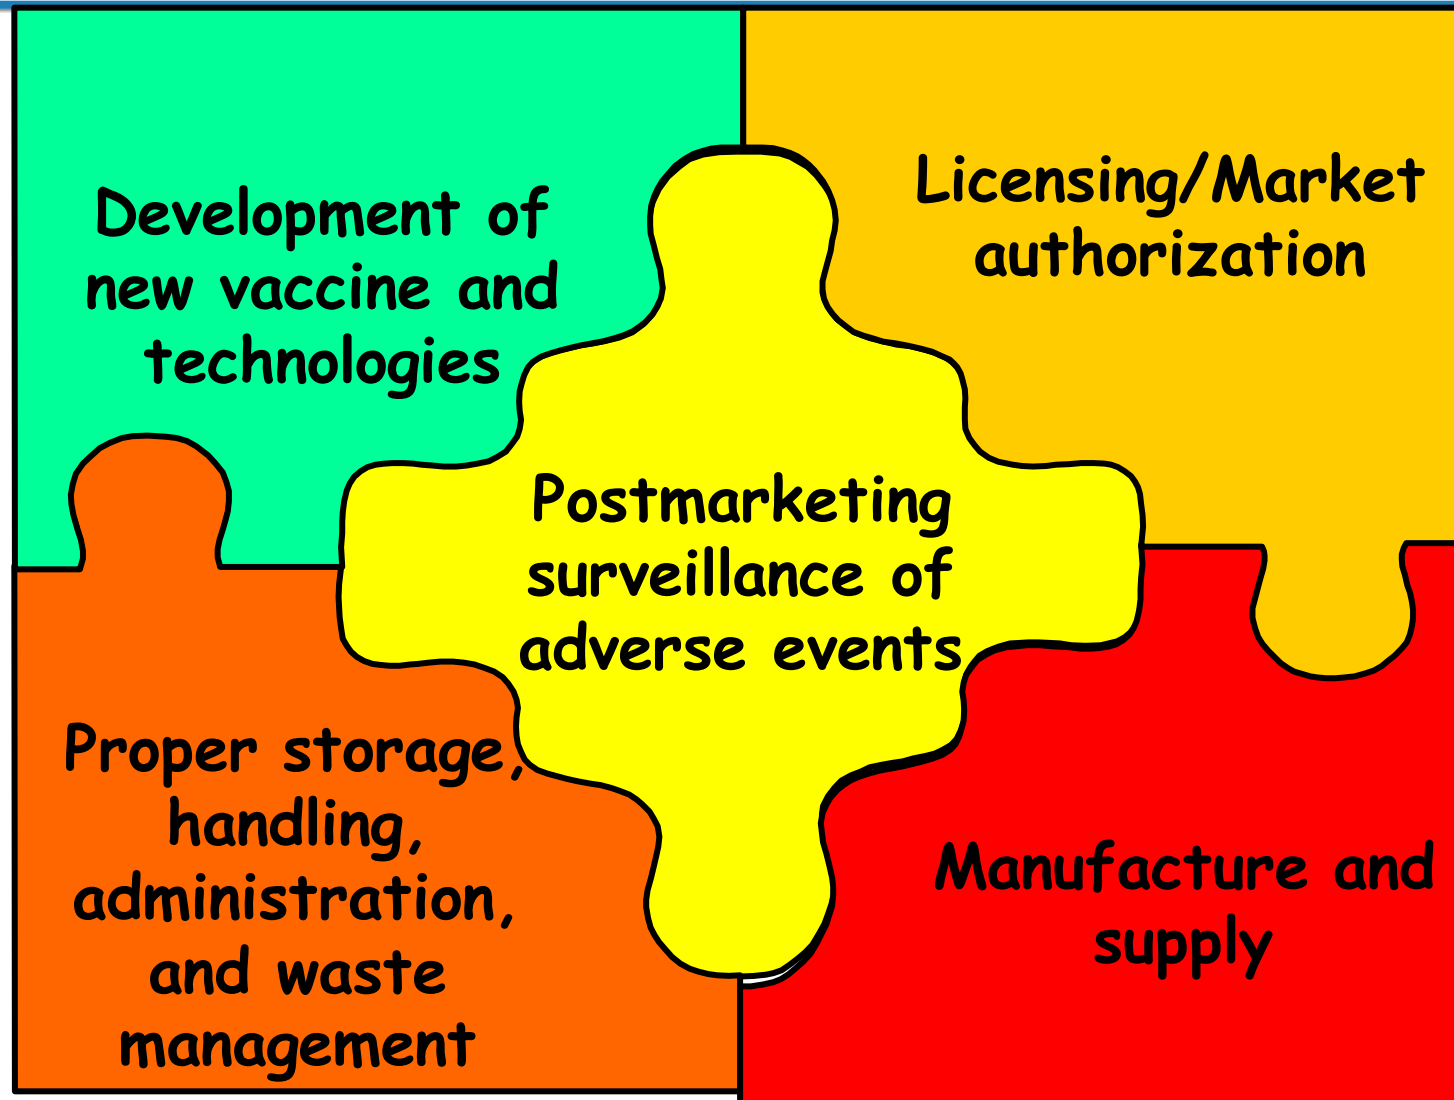 Development of
new vaccine and
technologies
Licensing/Market
authorization
Postmarketing
surveillance of
adverse events
Proper storage,
handling,
administration,
and waste
management
Manufacture and
supply